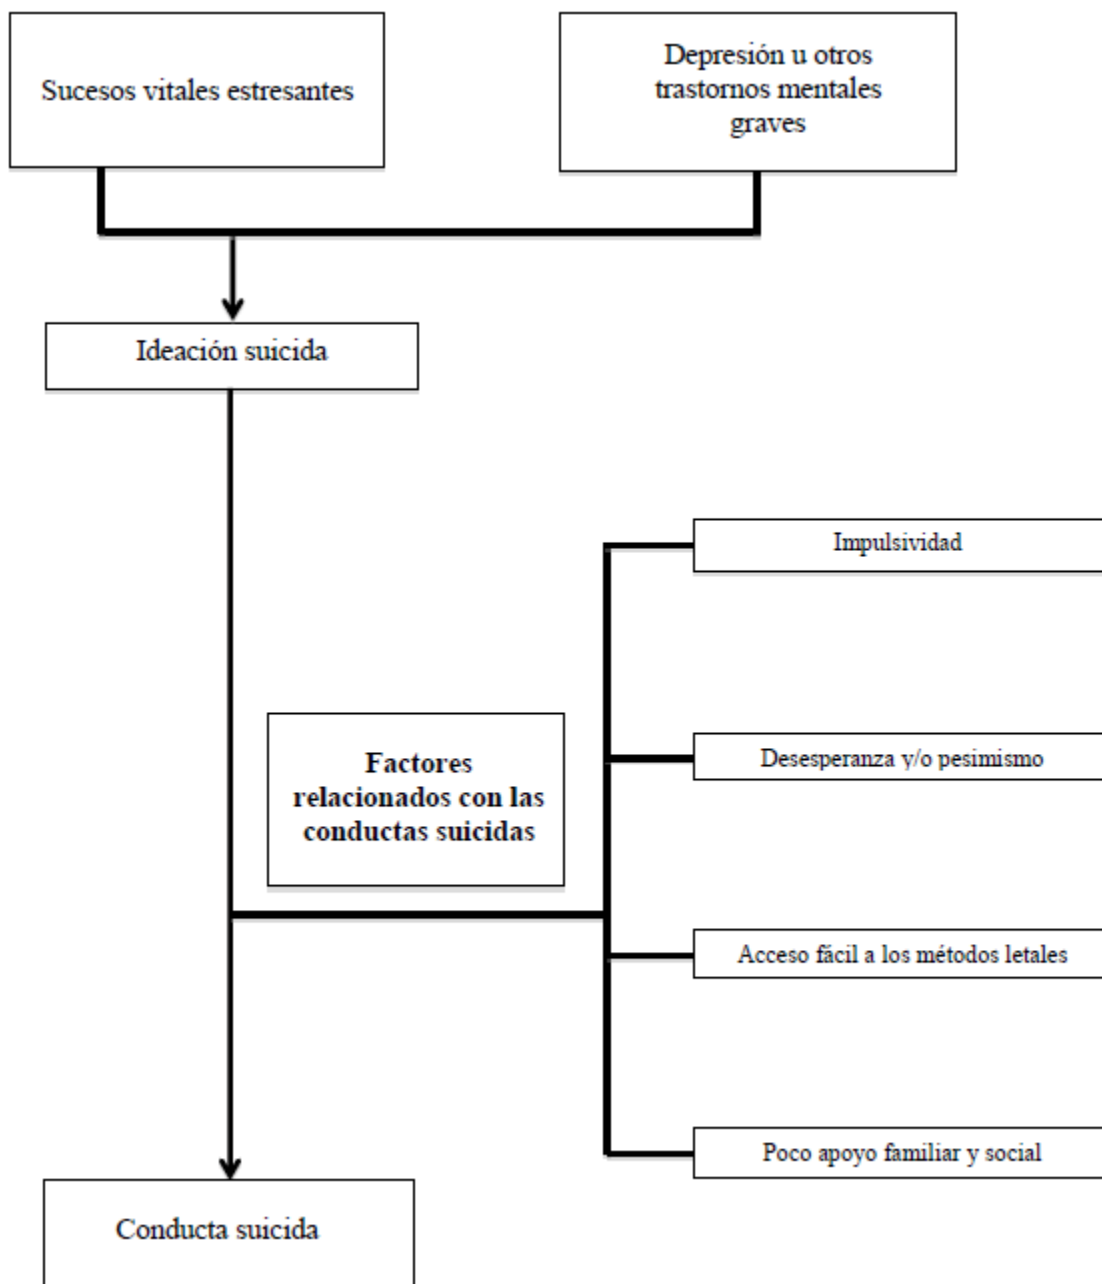 Sucesos vitales estresantes
Depresión u otros
trastornos mentales
graves
Ideación suicida
Impulsividad
Desesperanza y/o pesimismo
Factores
relacionados con las
conductas suicidas
Acceso fácil a los métodos letales
Poco apoyo familiar y social
Conducta suicida